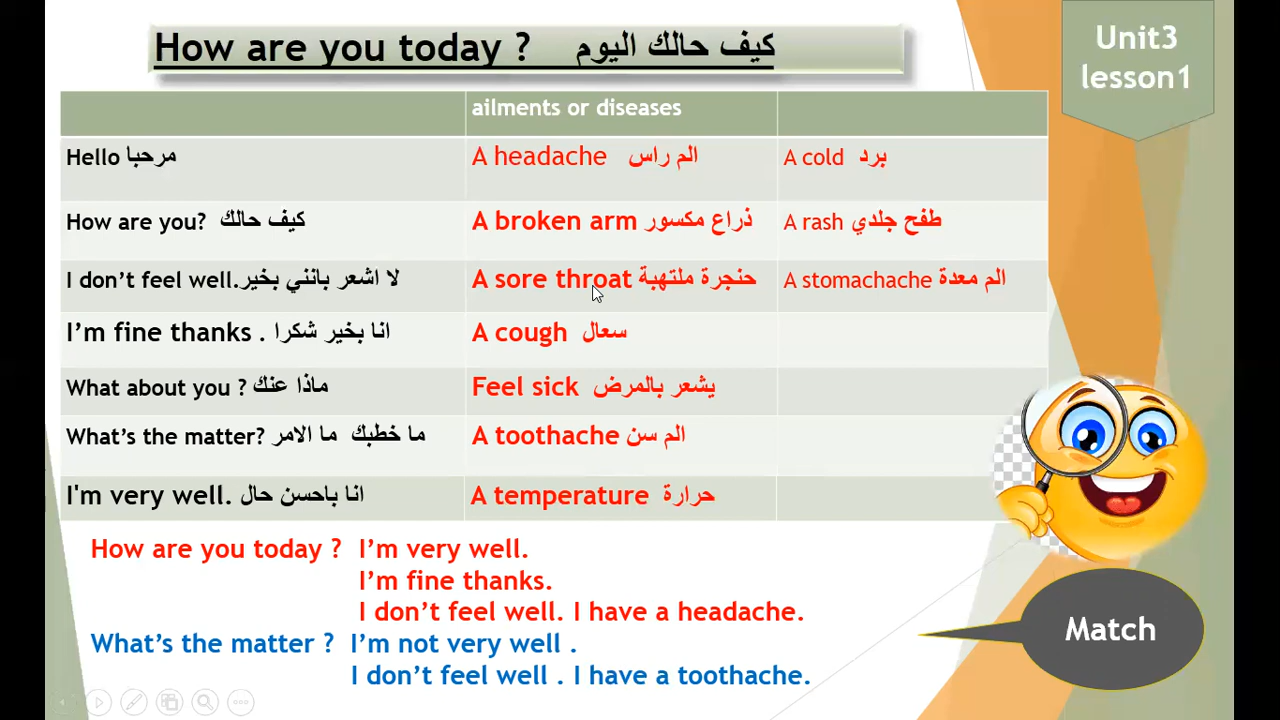 How are you today ? كيف حالك اليوم
Unit3
lesson1
ailments or diseases
Hello مرحبا
A headache الم راس
A cold برد
How are you? كيف حالك
A broken arm ذراع مكسور
A rash طفح جلدي
I don’t feel well. لا اشعر بانني بخير
A sore throat حنجرة ملتهبة
A stomachache الم معدة
I’m fine thanks . انا بخير شكرا
A cough سعال
What about you ? ماذا عنك
Feel sick يشعر بالمرض
What’s the matter? ما خطبك ما الامر
A toothache الم سن
I'm very well. انا باحسن حال
A temperature حرارة
How are you today ? I’m very well.
I’m fine thanks.
I don’t feel well. I have a headache.
What’s the matter ? I’m not very well .
I don’t feel well . I have a toothache.
Match